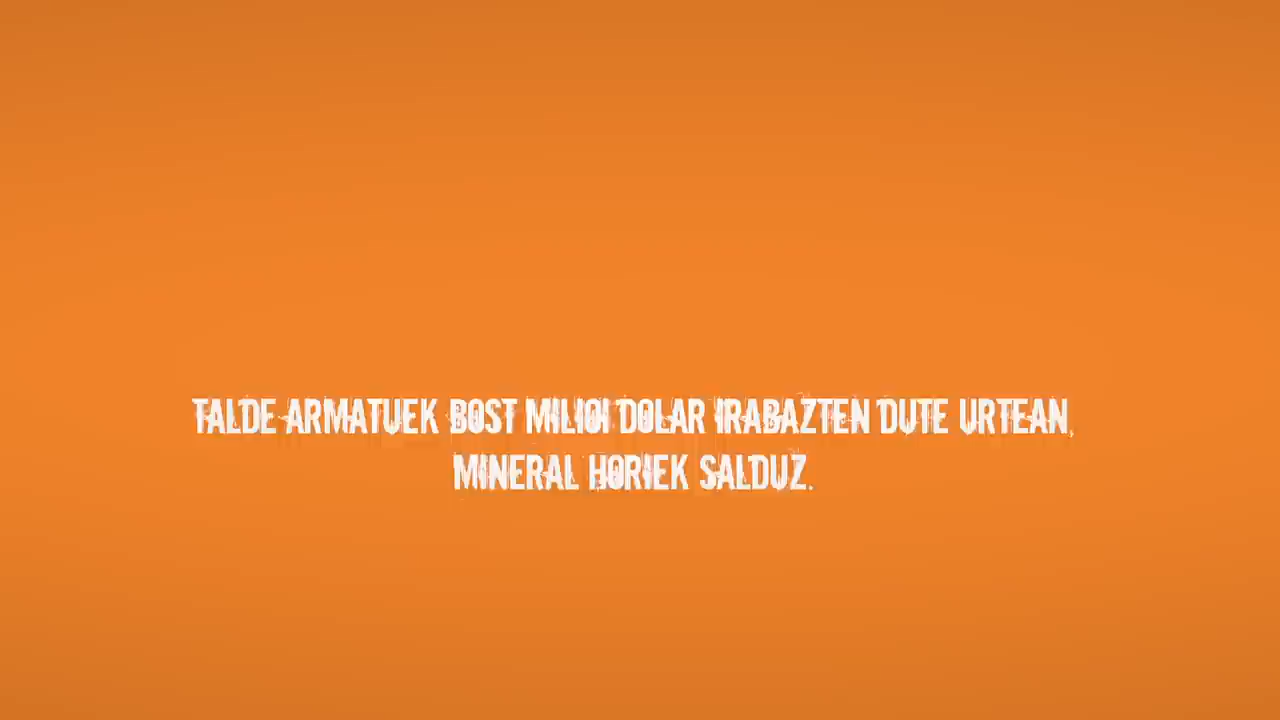 TALDE ARMATUEK BOST MILIOI DOLAR IRABAZTEN DUTE URTEAN,
MINERAL HORIEK SALDUZ.